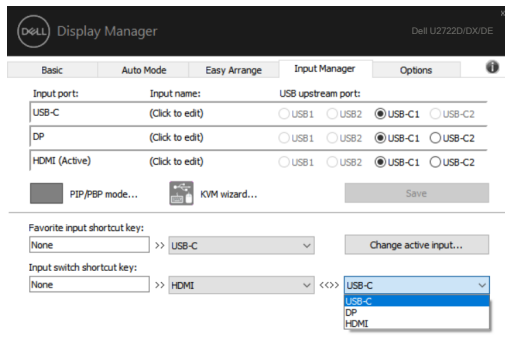 DELL Display Manager
Dell U2722D/DX/DE
Basic Auto Mode Easy Arrange Input Manager Options
Input port: Input name: USB upstream port:
USB-C (Click to edit) USB1 USB2 USB-C1 USB-C2
DP (Click to edit) USB1 USB2 USB-C1 USB-C2
HDMI (Active) (Click to edit) USB1 USB2 USB-C1 USB-C2
PIP/PBP mode... KVM wizard... Save
Favorite input shortcut key:
None >> USB-C Change active input...
Input switch shortcut key:
None >> HDMI <<>> USB-C
USB-C
DP
HDMI